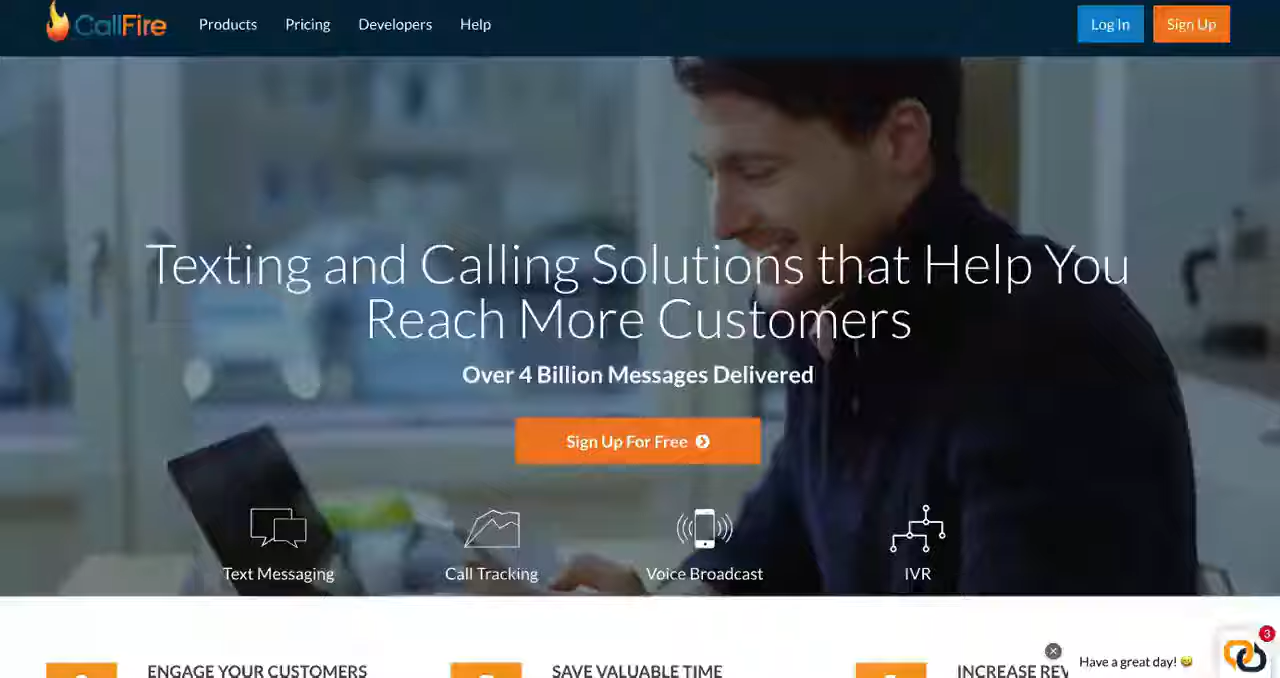 CallFire
Products
Pricing
Developers
Help
Log In
Sign Up
Texting and Calling Solutions that Help You
Reach More Customers
Over 4 Billion Messages Delivered
Sign Up For Free
Text Messaging
Call Tracking
Voice Broadcast
IVR
ENGAGE YOUR CUSTOMERS
SAVE VALUABLE TIME
INCREASE REV
Have a great day! 😄
3